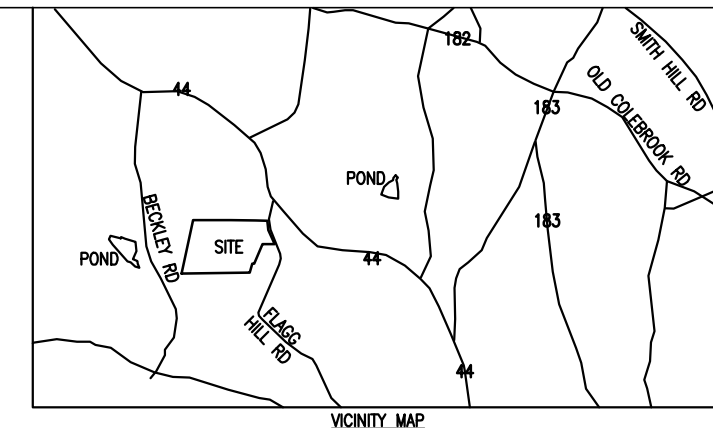 182
SMITH HILL RD
44
183
OLD COLEBROOK RD
POND
BECKLEY RD
183
SITE
POND
44
FLAGG
HILL RD
44
VICINITY MAP